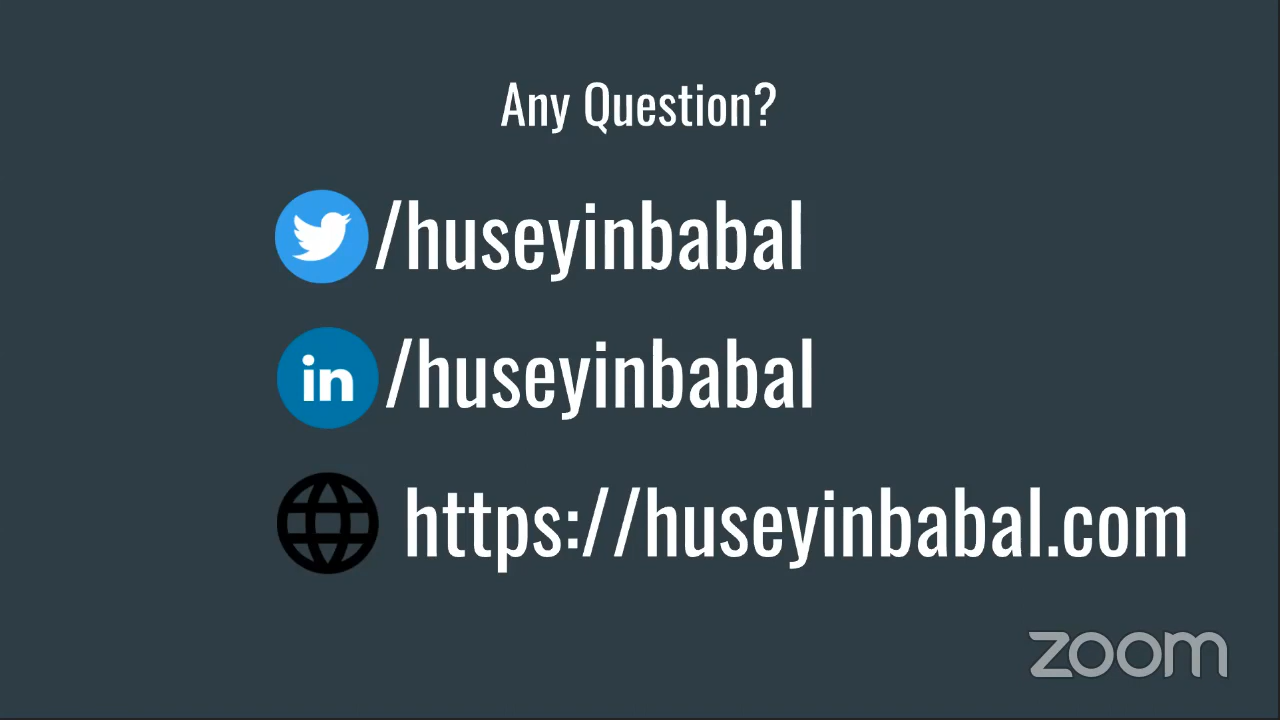 Any Question?
/huseyinbabal
in /huseyinbabal
https://huseyinbabal.com
zoom